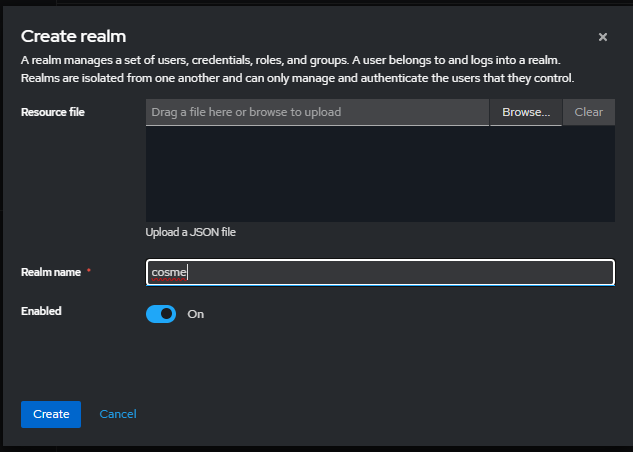 Create realm
A realm manages a set of users, credentials, roles, and groups. A user belongs to and logs into a realm.
Realms are isolated from one another and can only manage and authenticate the users that they control.
Resource file
Drag a file here or browse to upload
Browse...
Clear
Upload a JSON file
Realm name *
cosme
Enabled
On
Create
Cancel